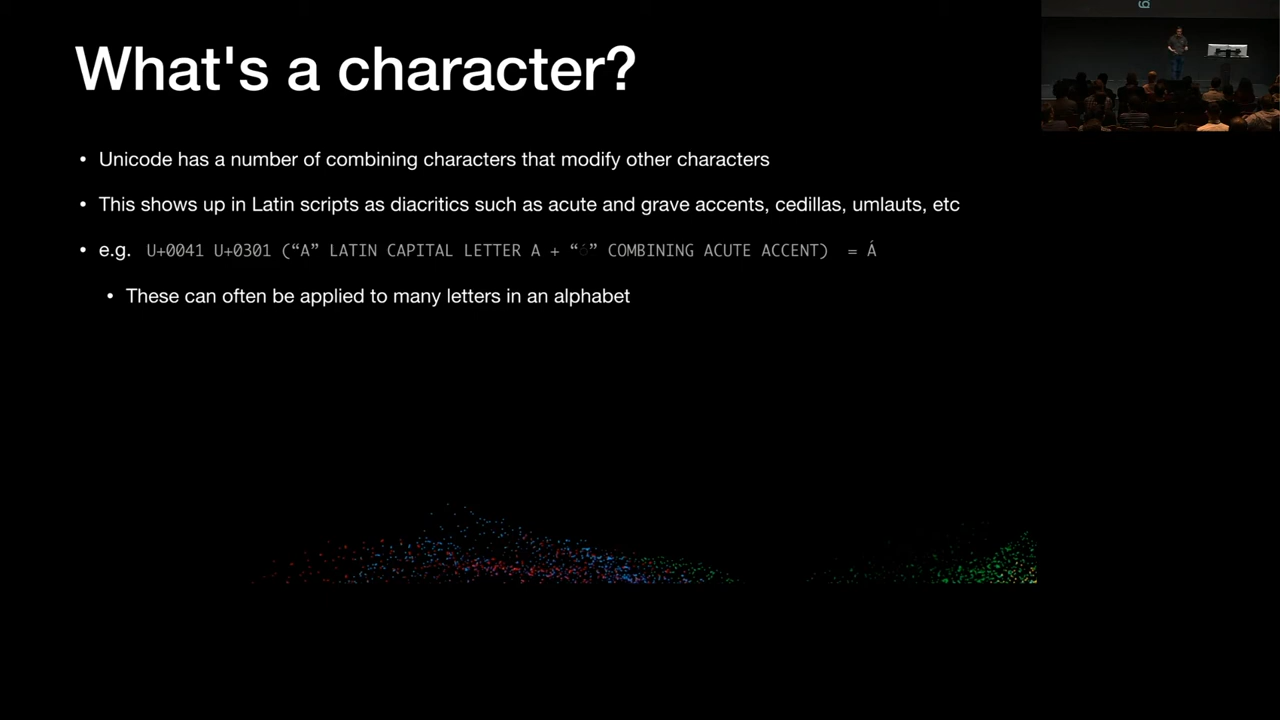 What's a character?
• Unicode has a number of combining characters that modify other characters
• This shows up in Latin scripts as diacritics such as acute and grave accents, cedillas, umlauts, etc
• e.g. U+0041 U+0301 (“A” LATIN CAPITAL LETTER A + “◌́” COMBINING ACUTE ACCENT) = Á
• These can often be applied to many letters in an alphabet